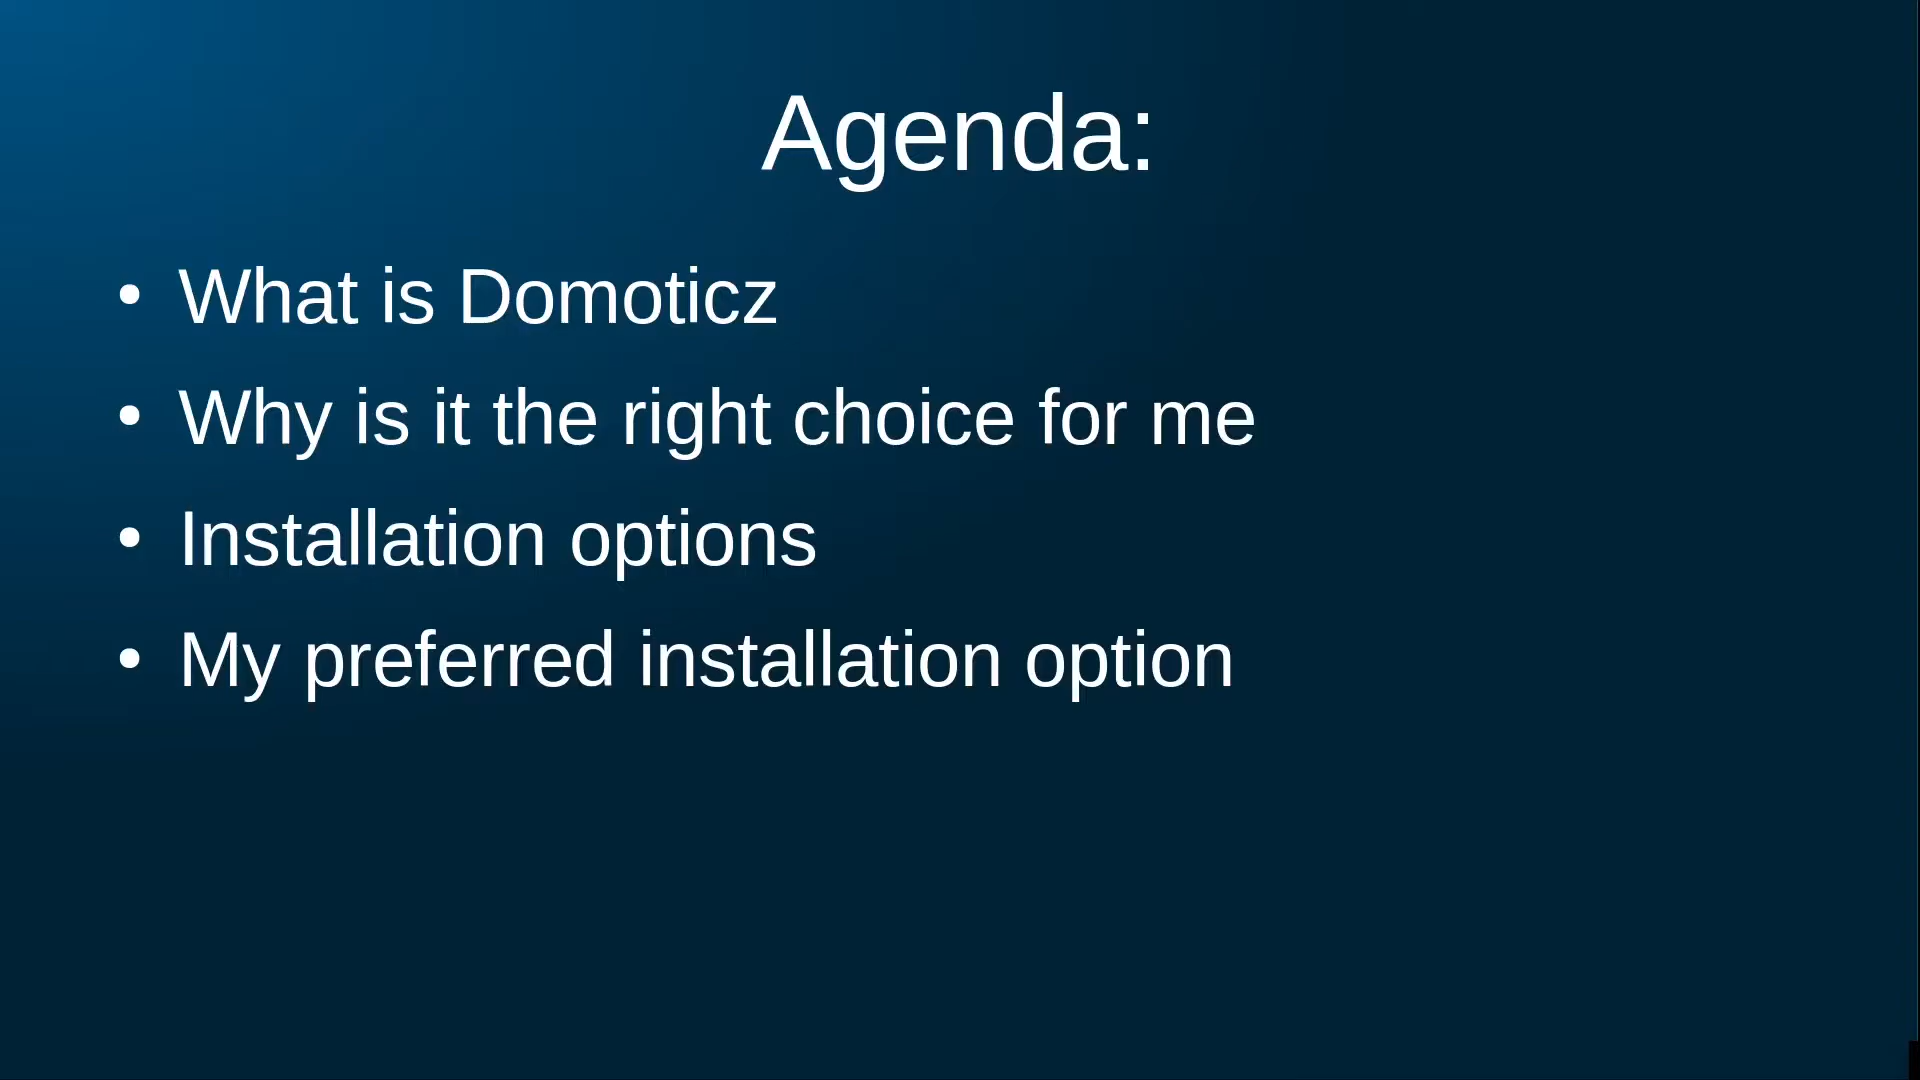 Agenda:
• What is Domoticz
• Why is it the right choice for me
• Installation options
• My preferred installation option